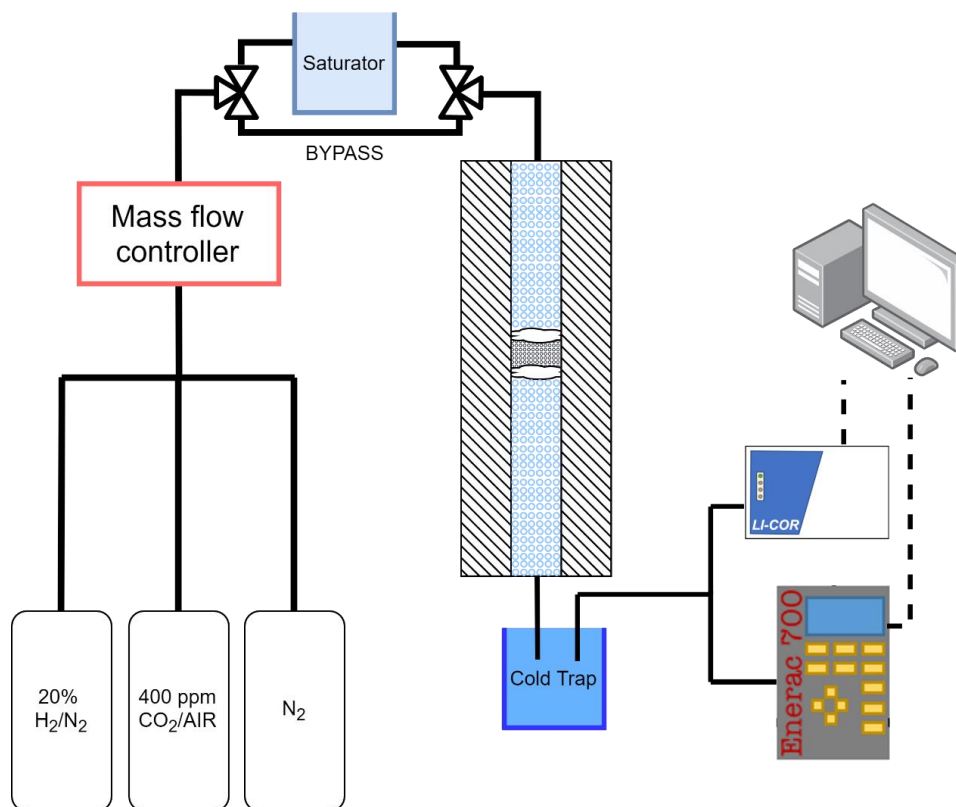 Saturator
BYPASS
Mass flow
controller
20%
H₂/N₂
400 ppm
CO₂/AIR
N₂
Cold Trap
LI-COR
Enerac 700